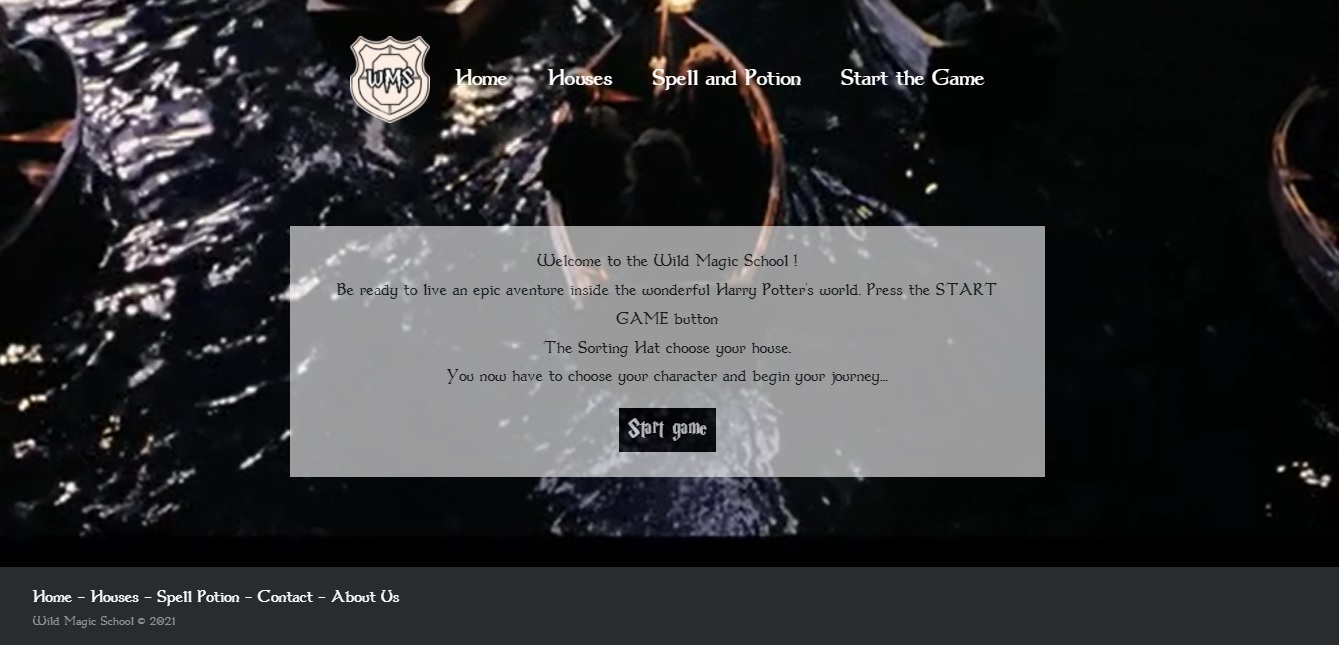 WMS
Home Houses Spell and Potion Start the Game
Welcome to the Wild Magic School !
Be ready to live an epic aventure inside the wonderful Harry Potter's world. Press the START
GAME button
The Sorting Hat choose your house.
You now have to choose your character and begin your journey...
Start game
Home - Houses - Spell Potion - Contact - About Us
Wild Magic School © 2021